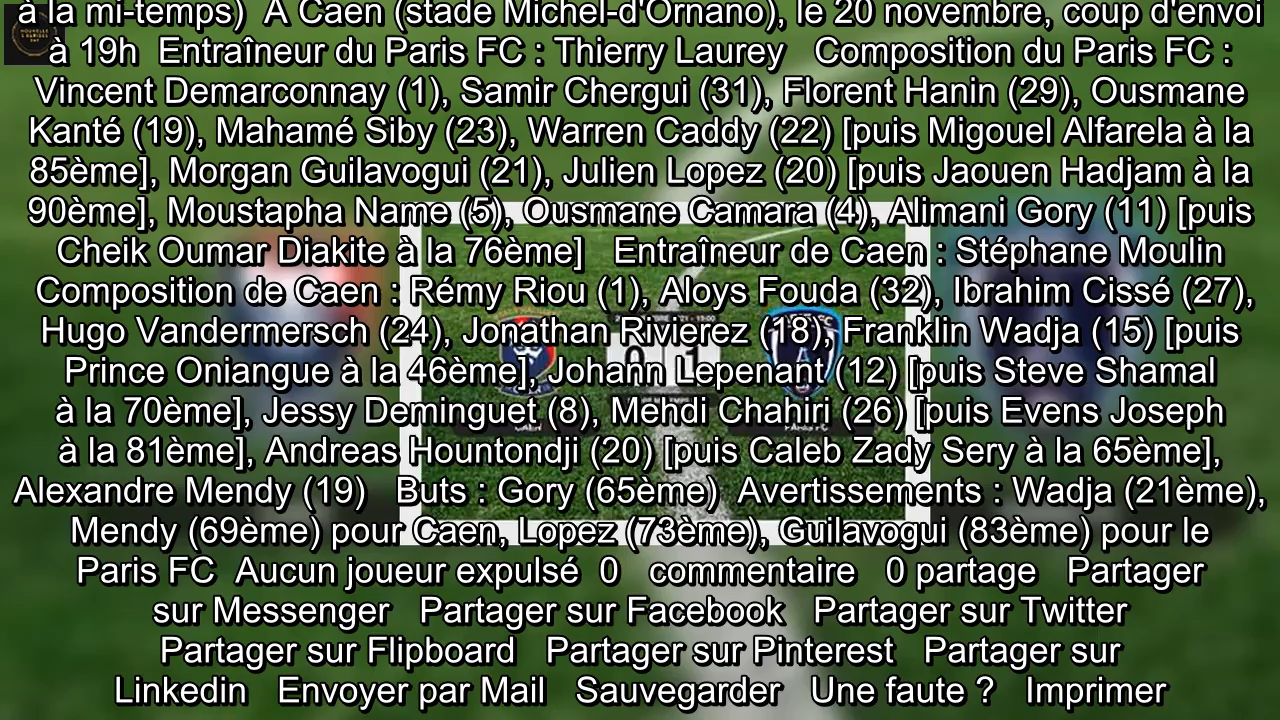 à la mi-temps)  A Caen (stade Michel-d'Ornano), le 20 novembre, coup d'envoi
à 19h  Entraîneur du Paris FC : Thierry Laurey   Composition du Paris FC :
Vincent Demarconnay (1), Samir Chergui (31), Florent Hanin (29), Ousmane
Kanté (19), Mahamé Siby (23), Warren Caddy (22) [puis Migouel Alfarela à la
85ème], Morgan Guilavogui (21), Julien Lopez (20) [puis Jaouen Hadjam à la
90ème], Moustapha Name (5), Ousmane Camara (4), Alimani Gory (11) [puis
Cheik Oumar Diakite à la 76ème]   Entraîneur de Caen : Stéphane Moulin
Composition de Caen : Rémy Riou (1), Aloys Fouda (32), Ibrahim Cissé (27),
Hugo Vandermersch (24), Jonathan Rivierez (18), Franklin Wadja (15) [puis
Prince Oniangue à la 46ème], Johann Lepenant (12) [puis Steve Shamal
à la 70ème], Jessy Deminguet (8), Mehdi Chahiri (26) [puis Evens Joseph
à la 81ème], Andreas Hountondji (20) [puis Caleb Zady Sery à la 65ème],
Alexandre Mendy (19)   Buts : Gory (65ème)  Avertissements : Wadja (21ème),
Mendy (69ème) pour Caen, Lopez (73ème), Guilavogui (83ème) pour le
Paris FC  Aucun joueur expulsé  0   commentaire   0 partage   Partager
sur Messenger   Partager sur Facebook   Partager sur Twitter
Partager sur Flipboard   Partager sur Pinterest   Partager sur
Linkedin   Envoyer par Mail   Sauvegarder   Une faute ?   Imprimer
0 1
CAEN
PARIS FC